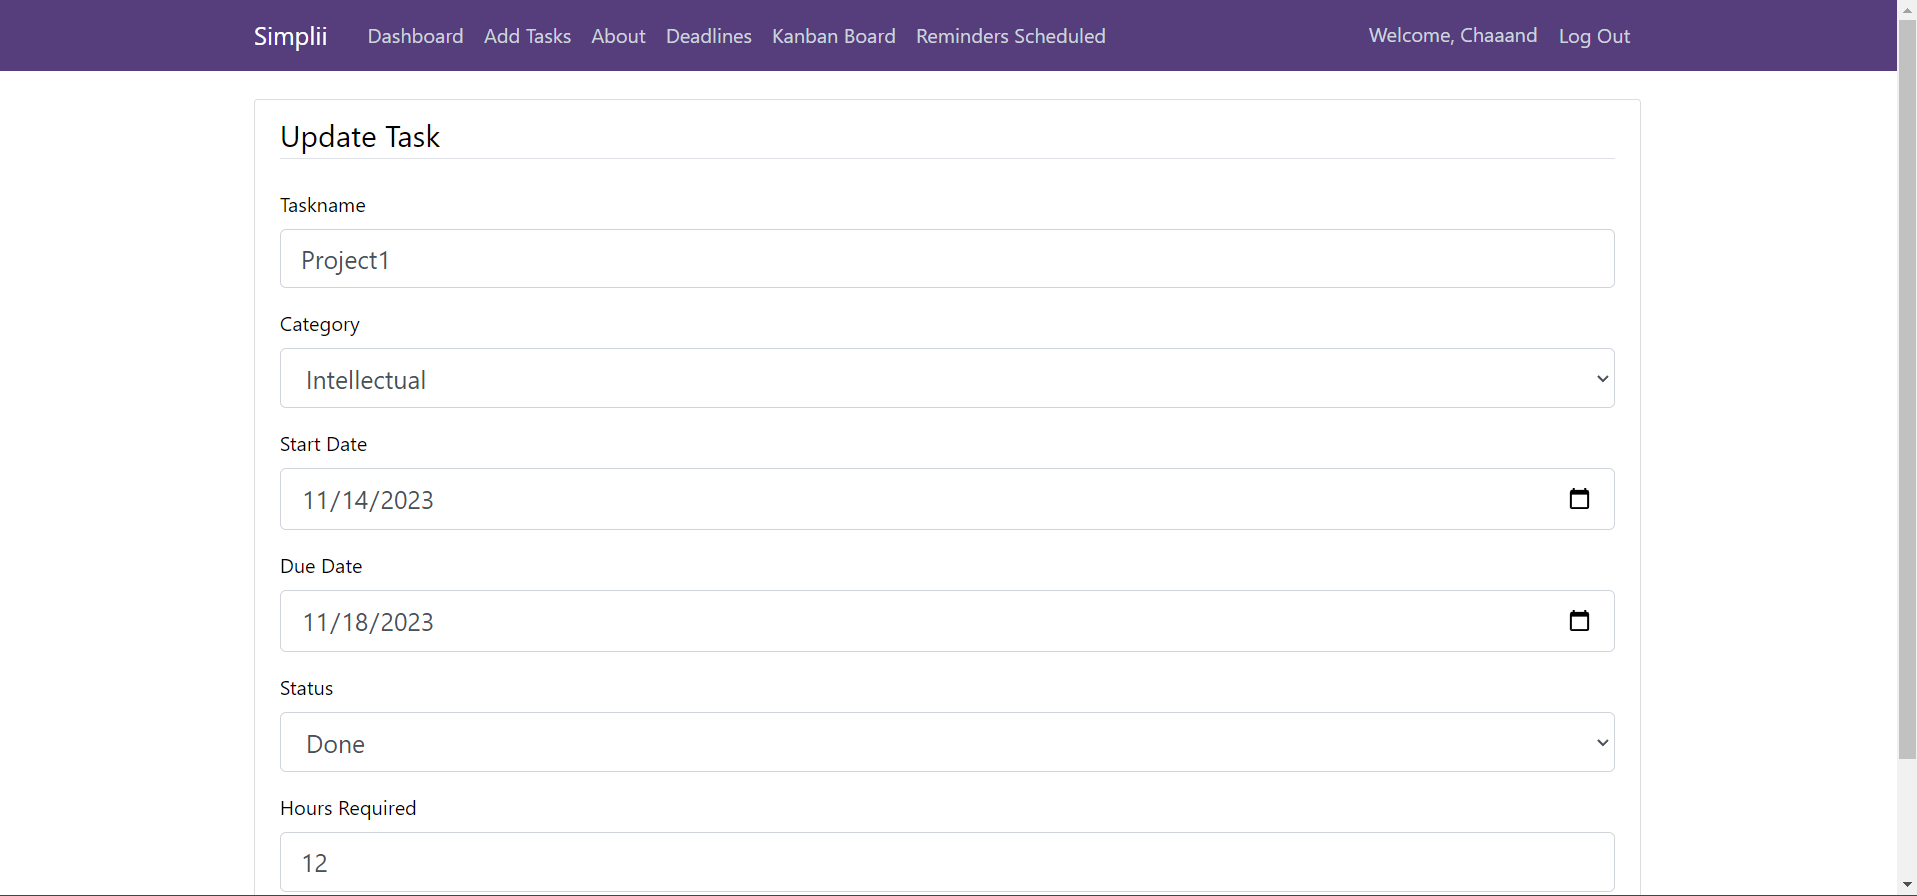 Simplii Dashboard Add Tasks About Deadlines Kanban Board Reminders Scheduled Welcome, Chaaand Log Out
Update Task
Taskname
Project1
Category
Intellectual
Start Date
11/14/2023
Due Date
11/18/2023
Status
Done
Hours Required
12